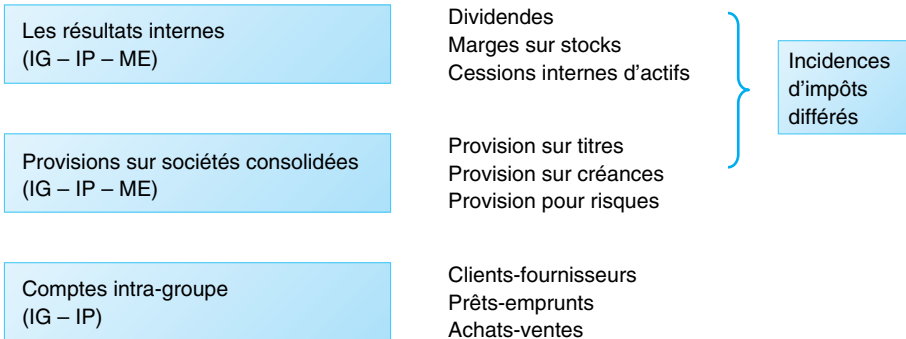 Les résultats internes
(IG – IP – ME)
Dividendes
Marges sur stocks
Cessions internes d'actifs
Incidences
d'impôts
différés
Provisions sur sociétés consolidées
(IG – IP – ME)
Provision sur titres
Provision sur créances
Provision pour risques
Comptes intra-groupe
(IG – IP)
Clients-fournisseurs
Prêts-emprunts
Achats-ventes